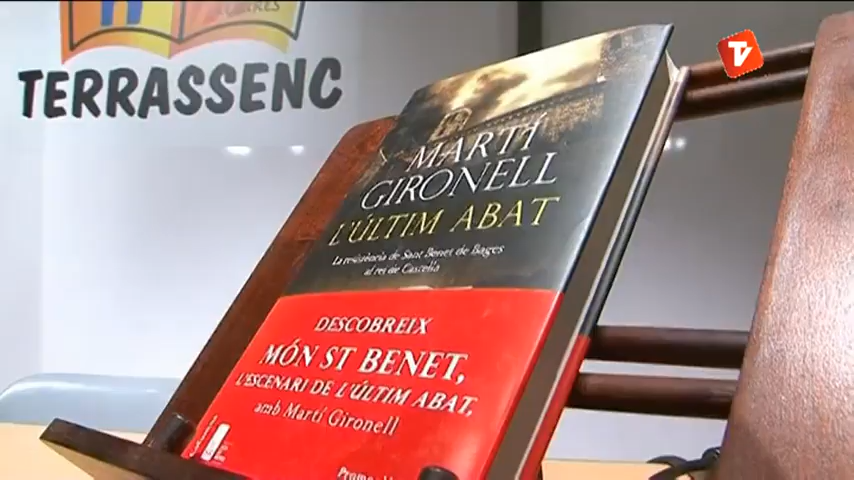 TERRASSENC
TV
MARTÍ
GIRONELL
L'ÚLTIM ABAT
La resistència de Sant Benet de Bages
al rei de Castella
DESCOBREIX
MÓN ST BENET,
L'ESCENARI DE L'ÚLTIM ABAT,
amb Martí Gironell